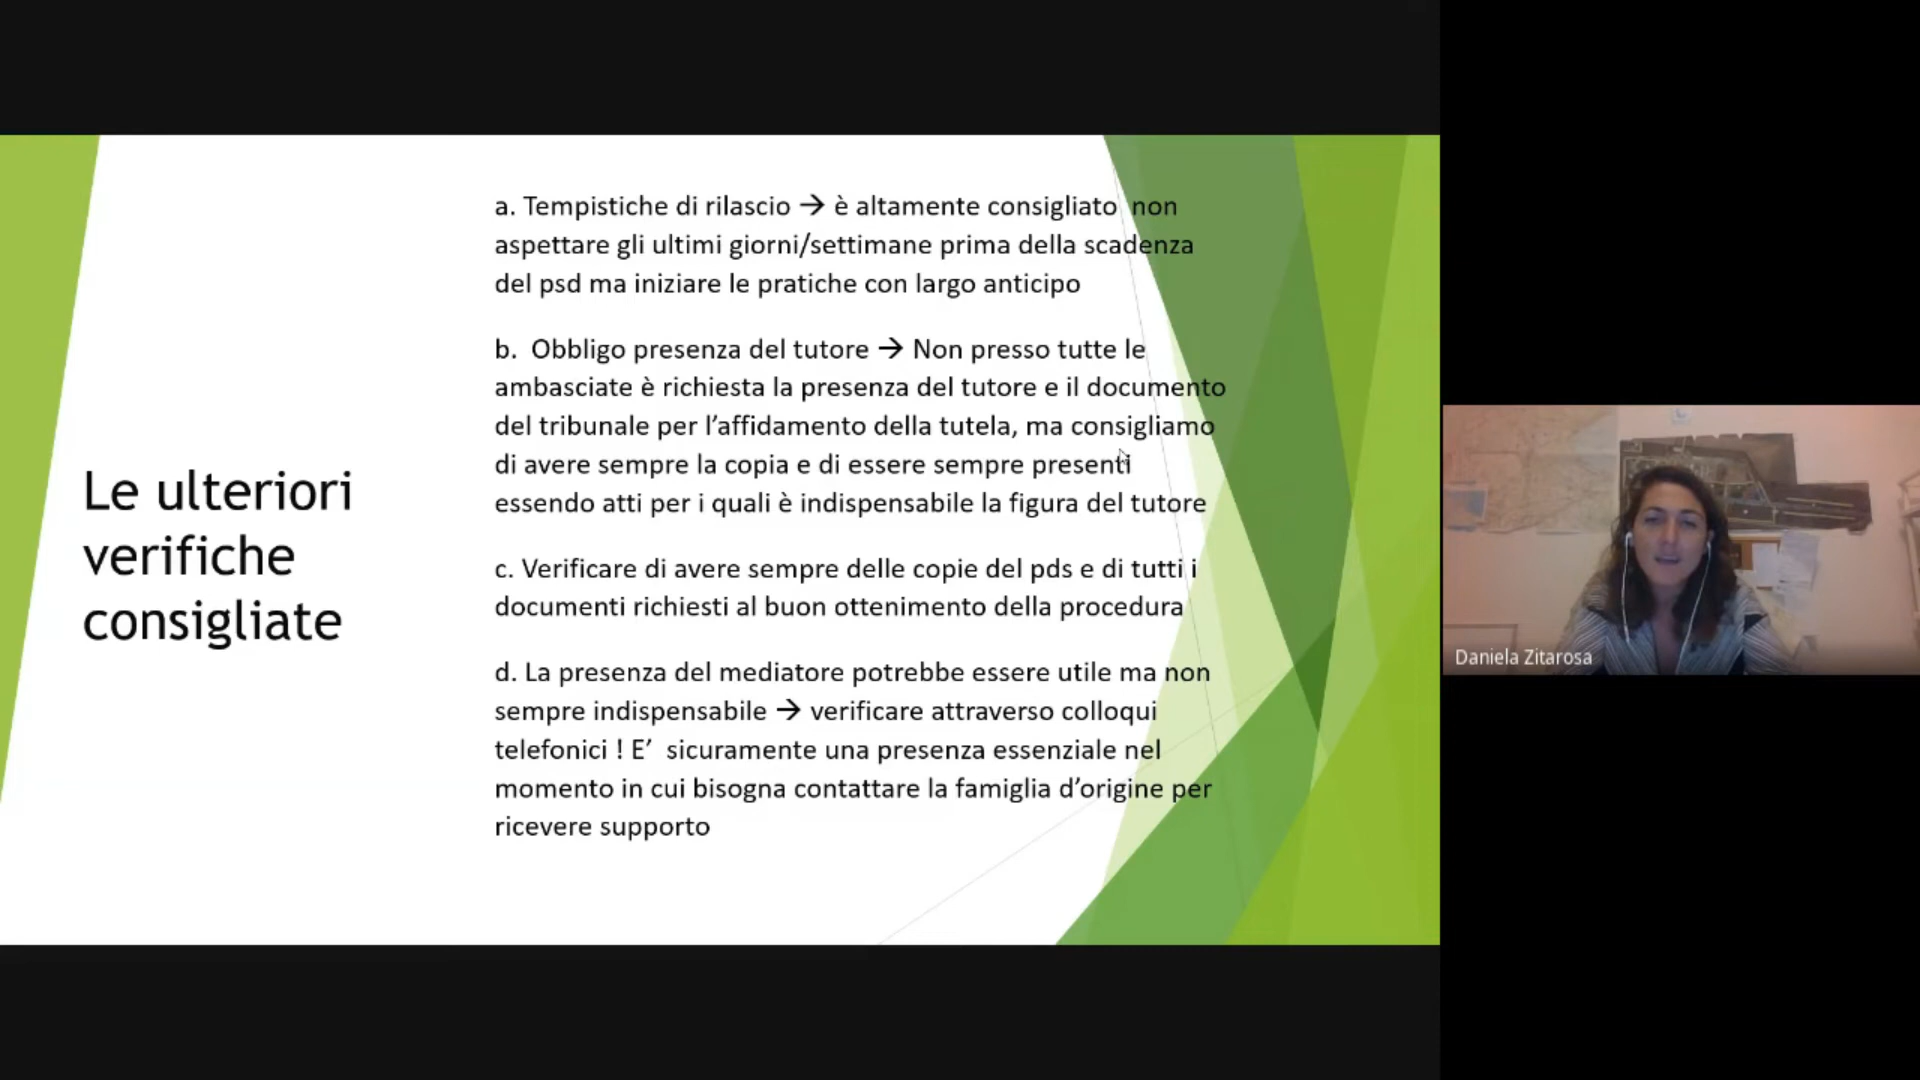 Le ulteriori
verifiche
consigliate
a. Tempistiche di rilascio → è altamente consigliato non
aspettare gli ultimi giorni/settimane prima della scadenza
del psd ma iniziare le pratiche con largo anticipo
b. Obbligo presenza del tutore → Non presso tutte le
ambasciate è richiesta la presenza del tutore e il documento
del tribunale per l’affidamento della tutela, ma consigliamo
di avere sempre la copia e di essere sempre presenti
essendo atti per i quali è indispensabile la figura del tutore
c. Verificare di avere sempre delle copie del pds e di tutti i
documenti richiesti al buon ottenimento della procedura
d. La presenza del mediatore potrebbe essere utile ma non
sempre indispensabile → verificare attraverso colloqui
telefonici ! E’ sicuramente una presenza essenziale nel
momento in cui bisogna contattare la famiglia d’origine per
ricevere supporto
Daniela Zitarosa